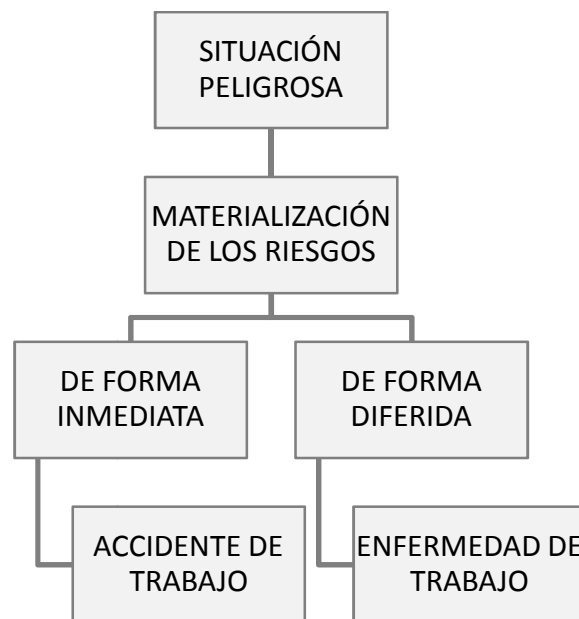 SITUACIÓN
PELIGROSA
MATERIALIZACIÓN
DE LOS RIESGOS
DE FORMA
INMEDIATA
DE FORMA
DIFERIDA
ACCIDENTE DE
TRABAJO
ENFERMEDAD DE
TRABAJO